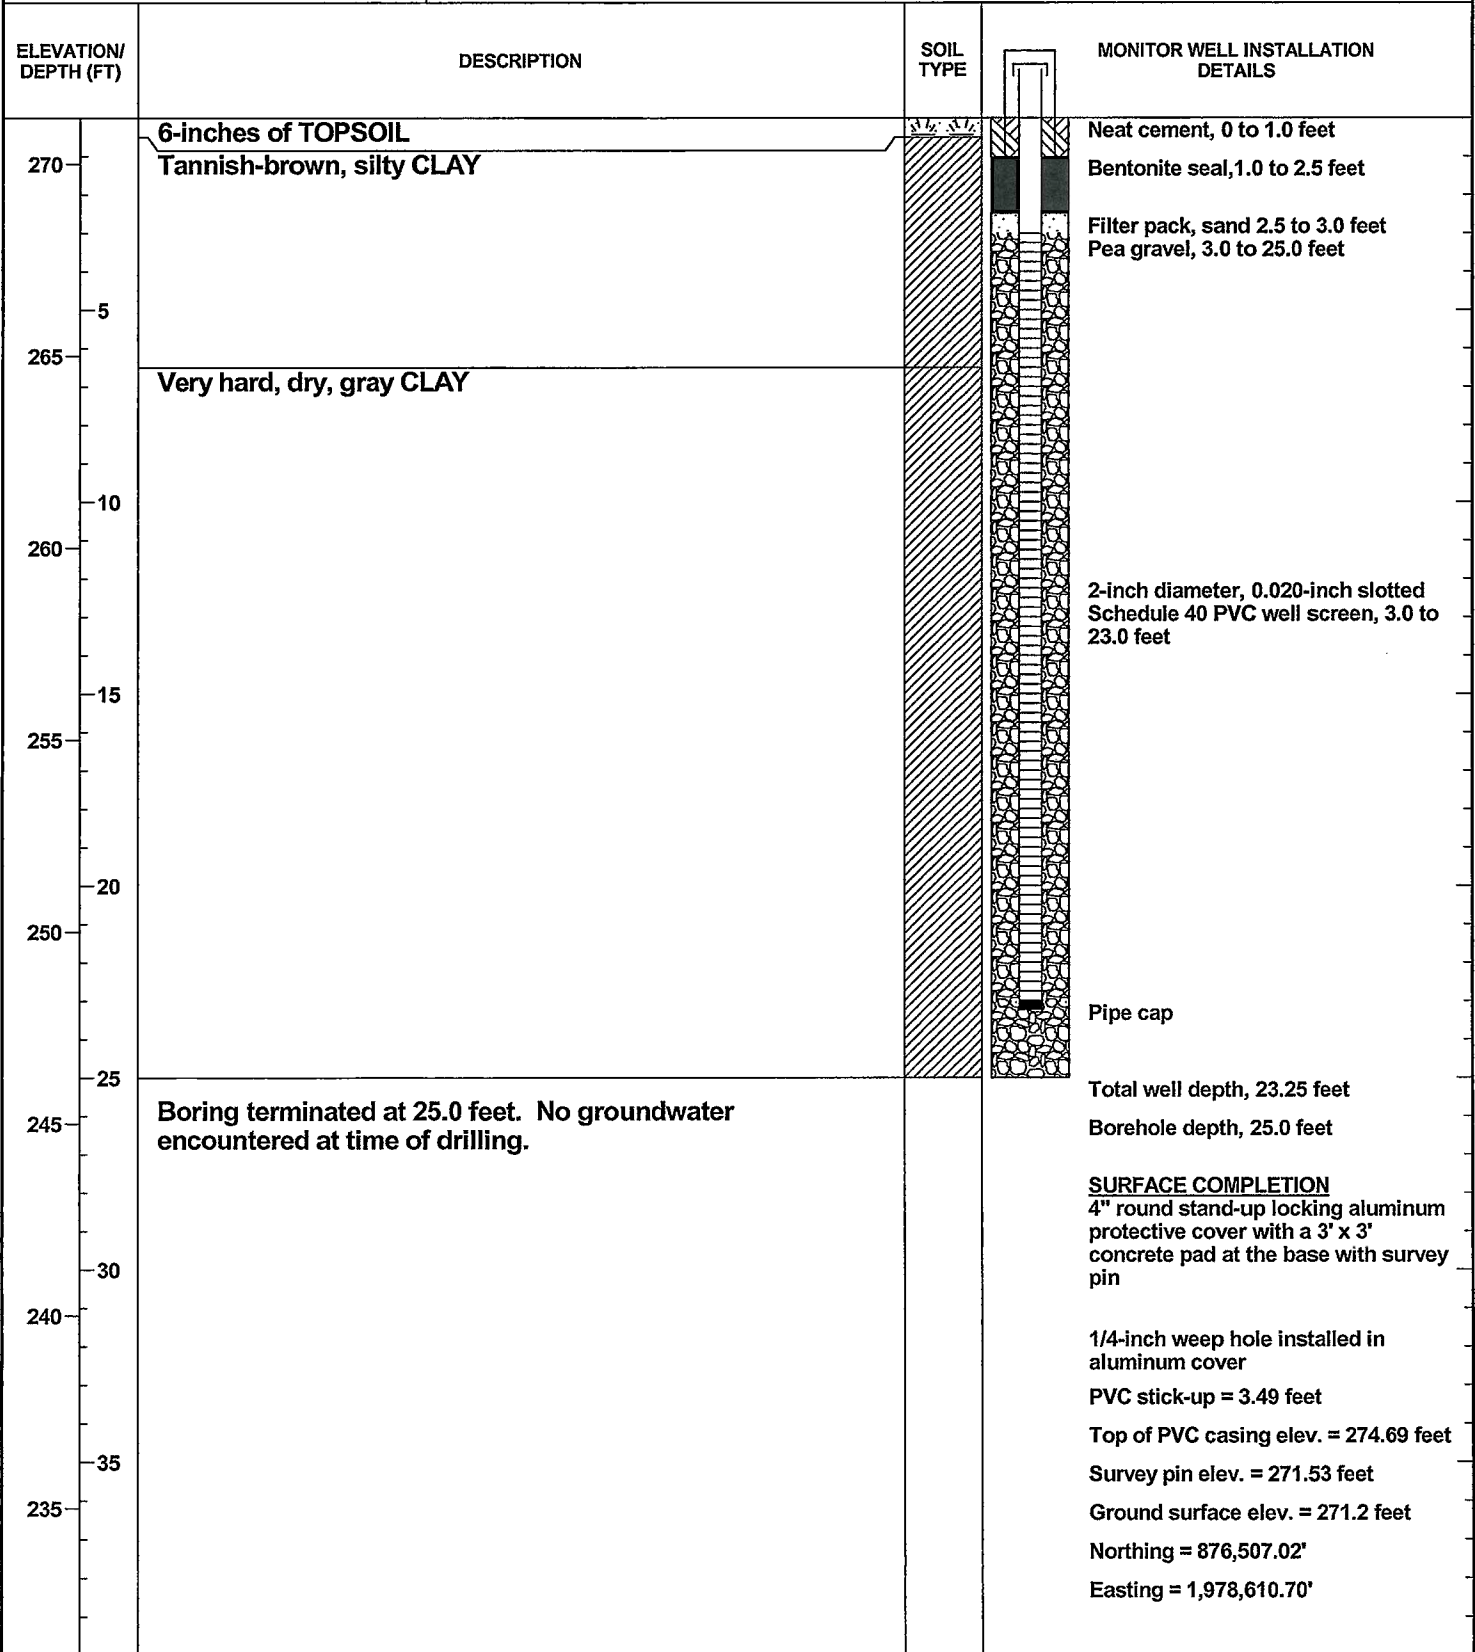 ELEVATION/
DEPTH (FT)
DESCRIPTION
SOIL
TYPE
MONITOR WELL INSTALLATION
DETAILS
6-inches of TOPSOIL
Neat cement, 0 to 1.0 feet
270
Tannish-brown, silty CLAY
Bentonite seal,1.0 to 2.5 feet
Filter pack, sand 2.5 to 3.0 feet
Pea gravel, 3.0 to 25.0 feet
5
265
Very hard, dry, gray CLAY
10
260
2-inch diameter, 0.020-inch slotted
Schedule 40 PVC well screen, 3.0 to
23.0 feet
15
255
20
250
Pipe cap
25
Total well depth, 23.25 feet
Boring terminated at 25.0 feet. No groundwater
encountered at time of drilling.
245
Borehole depth, 25.0 feet
SURFACE COMPLETION
4" round stand-up locking aluminum
protective cover with a 3' x 3'
concrete pad at the base with survey
pin
30
240
1/4-inch weep hole installed in
aluminum cover
PVC stick-up = 3.49 feet
Top of PVC casing elev. = 274.69 feet
35
Survey pin elev. = 271.53 feet
235
Ground surface elev. = 271.2 feet
Northing = 876,507.02'
Easting = 1,978,610.70'